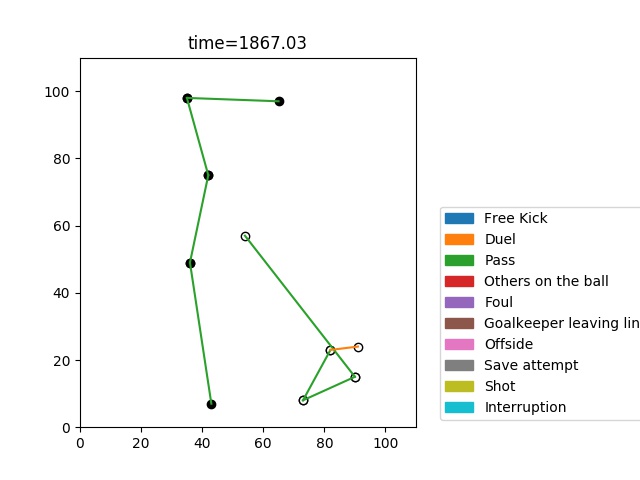 time=1867.03
100
80
60
40
20
0
0 20 40 60 80 100
Free Kick
Duel
Pass
Others on the ball
Foul
Goalkeeper leaving lin
Offside
Save attempt
Shot
Interruption